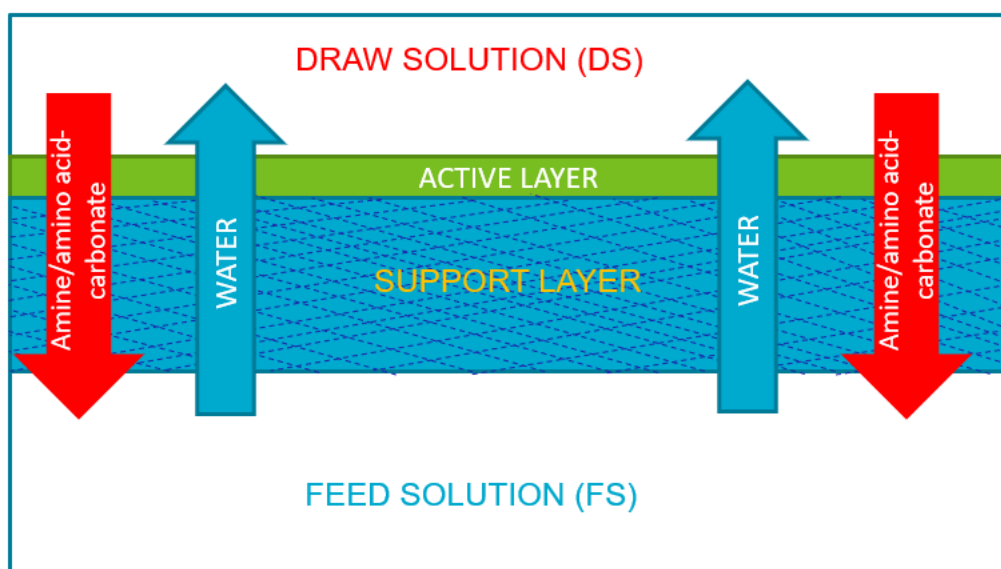 DRAW SOLUTION (DS)
Amine/amino acid-
carbonate
WATER
ACTIVE LAYER
SUPPORT LAYER
WATER
Amine/amino acid-
carbonate
FEED SOLUTION (FS)